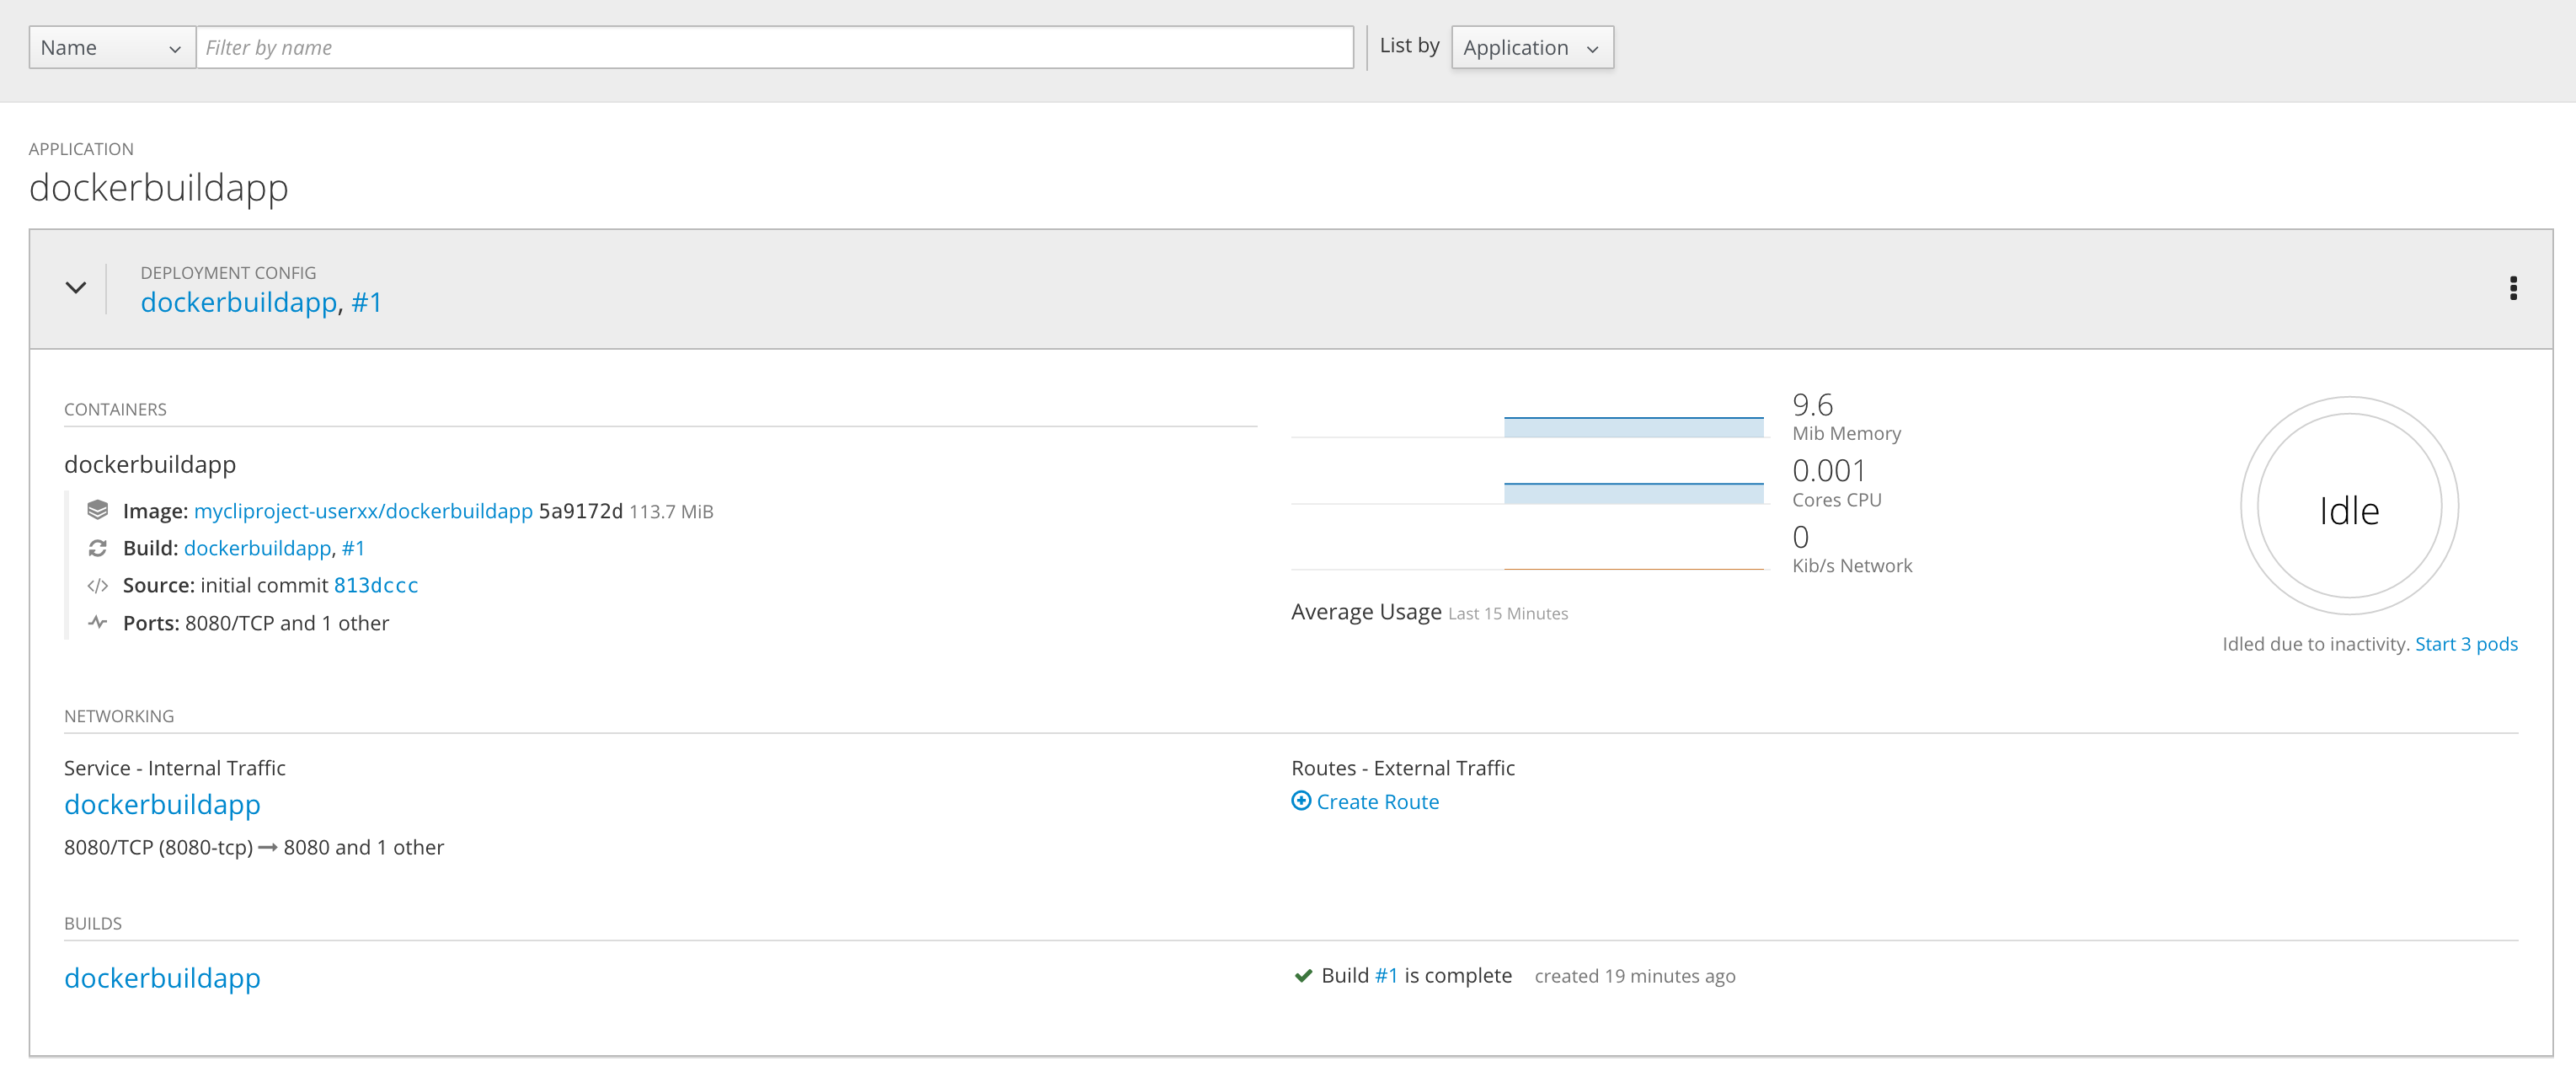 Name Filter by name List by Application
APPLICATION
dockerbuildapp
DEPLOYMENT CONFIG
dockerbuildapp, #1
CONTAINERS
dockerbuildapp
Image: mycliproject-userxx/dockerbuildapp 5a9172d 113.7 MiB
Build: dockerbuildapp, #1
Source: initial commit 813dccc
Ports: 8080/TCP and 1 other
9.6
Mib Memory
0.001
Cores CPU
0
Kib/s Network
Average Usage Last 15 Minutes
Idle
Idled due to inactivity. Start 3 pods
NETWORKING
Service - Internal Traffic
dockerbuildapp
8080/TCP (8080-tcp) → 8080 and 1 other
Routes - External Traffic
Create Route
BUILDS
dockerbuildapp
Build #1 is complete created 19 minutes ago